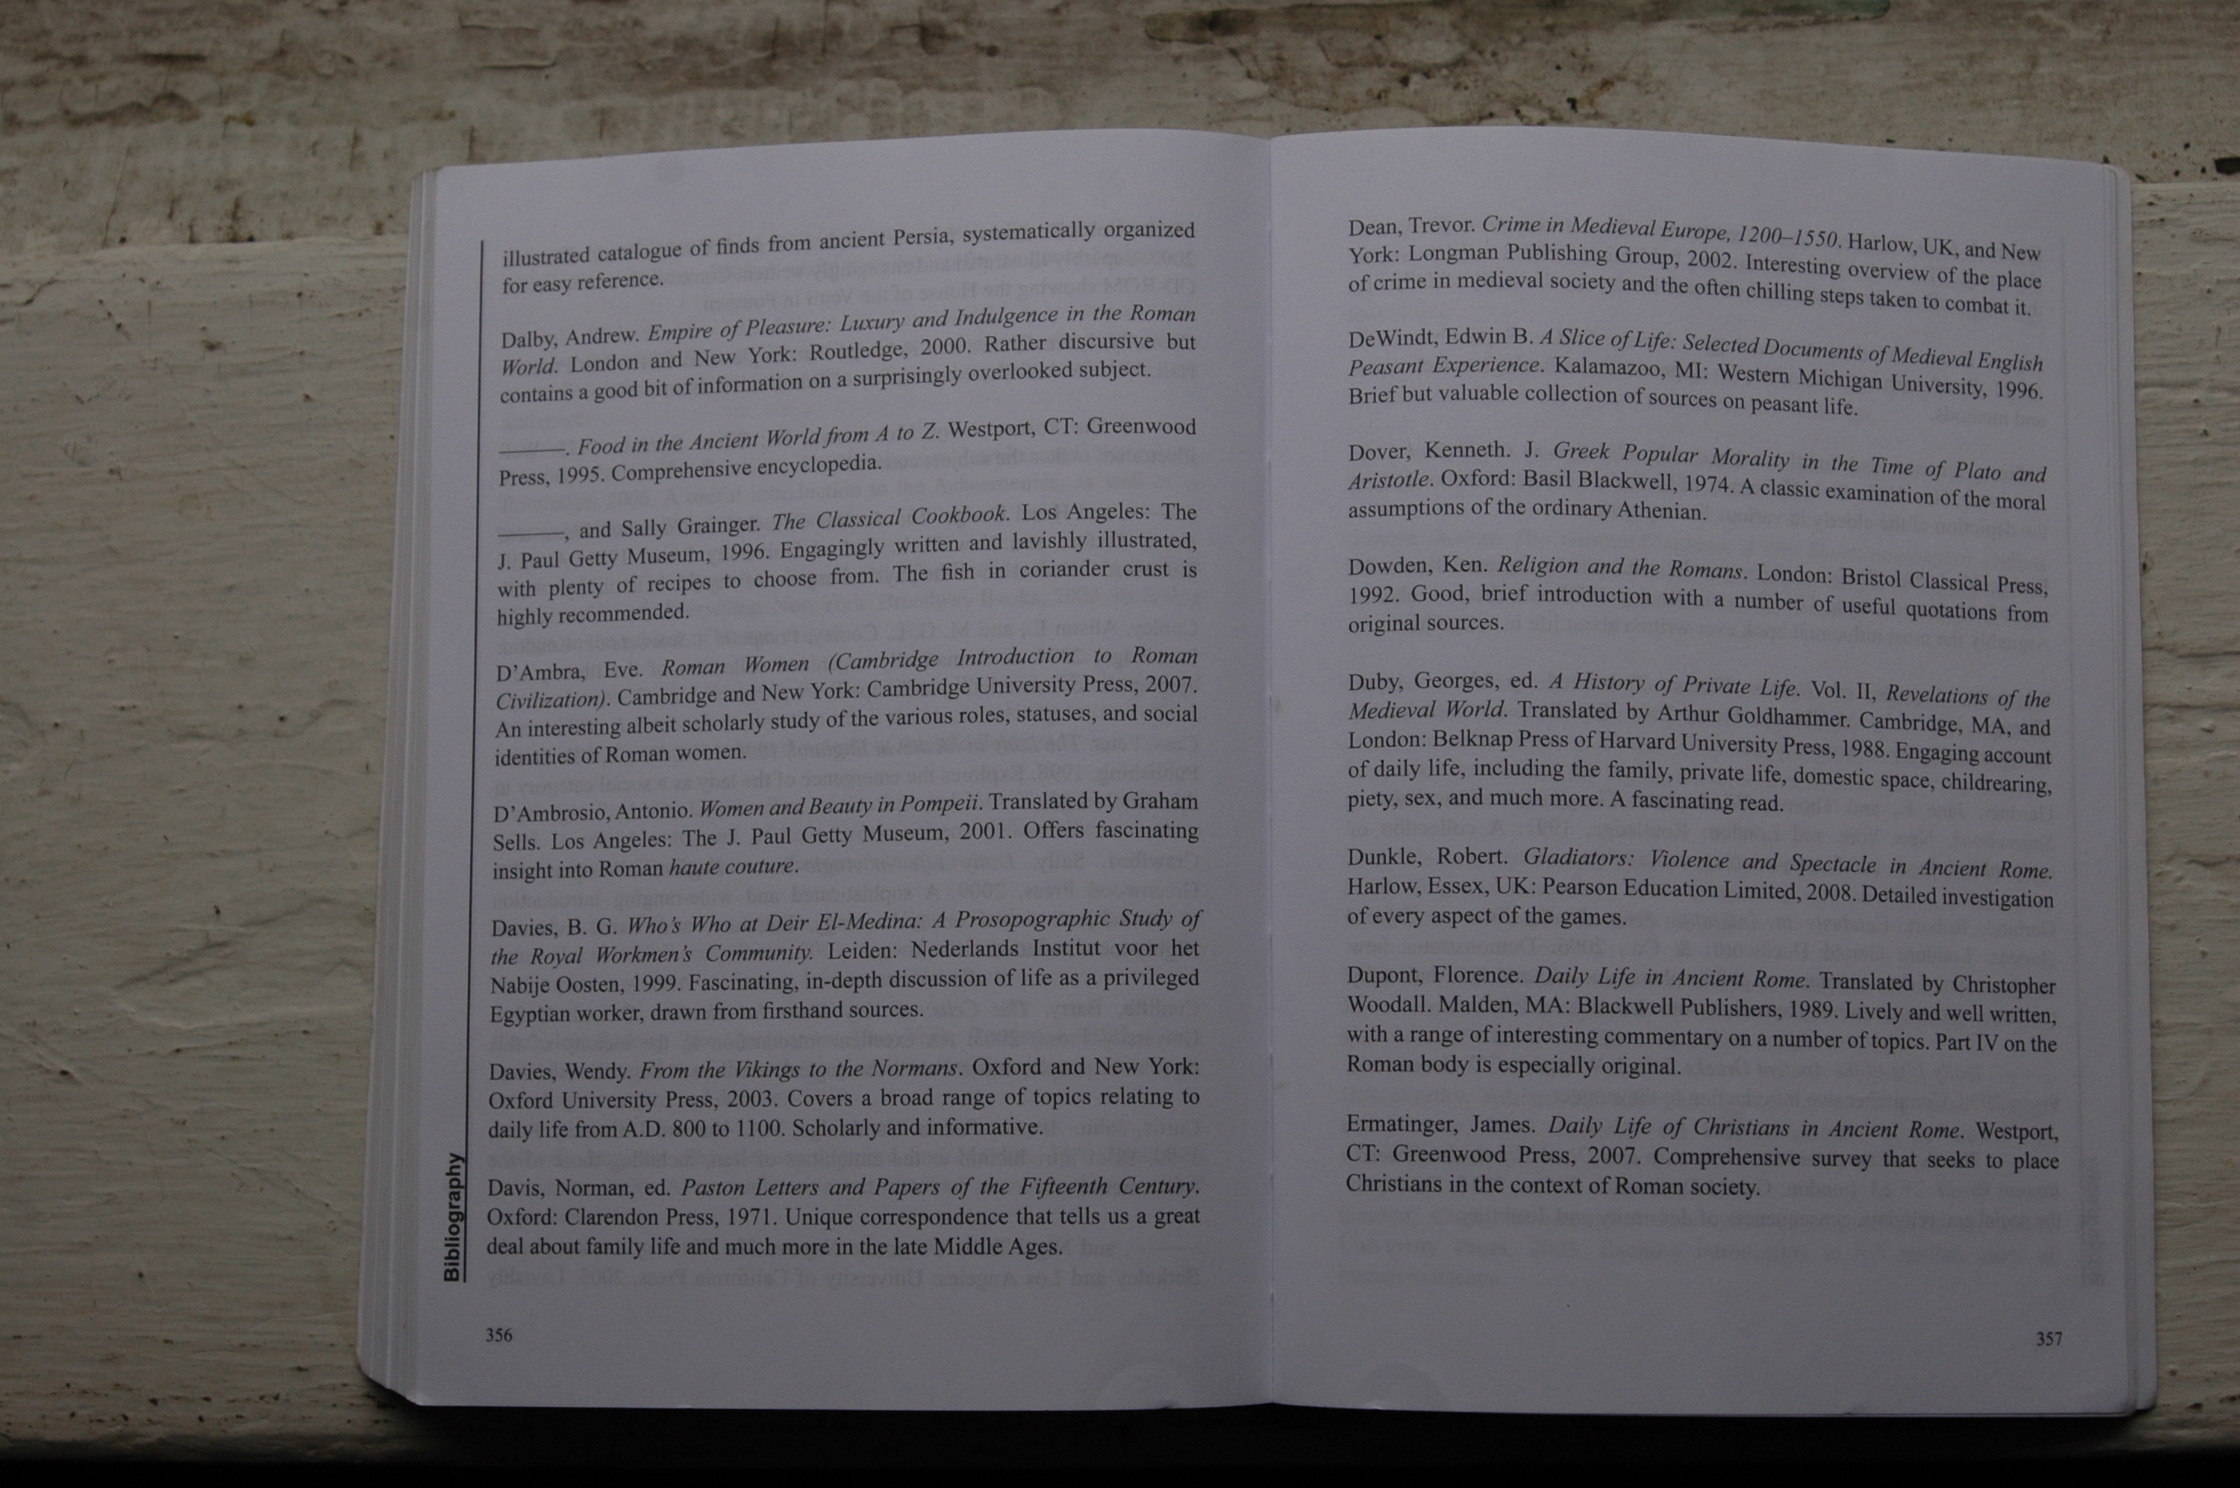 illustrated catalogue of finds from ancient Persia, systematically organized
for easy reference.
Dalby, Andrew. Empire of Pleasure: Luxury and Indulgence in the Roman
World. London and New York: Routledge, 2000. Rather discursive but
contains a good bit of information on a surprisingly overlooked subject.
______. Food in the Ancient World from A to Z. Westport, CT: Greenwood
Press, 1995. Comprehensive encyclopedia.
______, and Sally Grainger. The Classical Cookbook. Los Angeles: The
J. Paul Getty Museum, 1996. Engagingly written and lavishly illustrated,
with plenty of recipes to choose from. The fish in coriander crust is
highly recommended.
D'Ambra, Eve. Roman Women (Cambridge Introduction to Roman
Civilization). Cambridge and New York: Cambridge University Press, 2007.
An interesting albeit scholarly study of the various roles, statuses, and social
identities of Roman women.
D'Ambrosio, Antonio. Women and Beauty in Pompeii. Translated by Graham
Sells. Los Angeles: The J. Paul Getty Museum, 2001. Offers fascinating
insight into Roman haute couture.
Davies, B. G. Who's Who at Deir El-Medina: A Prosopographic Study of
the Royal Workmen's Community. Leiden: Nederlands Institut voor het
Nabije Oosten, 1999. Fascinating, in-depth discussion of life as a privileged
Egyptian worker, drawn from firsthand sources.
Davies, Wendy. From the Vikings to the Normans. Oxford and New York:
Oxford University Press, 2003. Covers a broad range of topics relating to
daily life from A.D. 800 to 1100. Scholarly and informative.
Davis, Norman, ed. Paston Letters and Papers of the Fifteenth Century.
Oxford: Clarendon Press, 1971. Unique correspondence that tells us a great
deal about family life and much more in the late Middle Ages.
Bibliography
356
Dean, Trevor. Crime in Medieval Europe, 1200–1550. Harlow, UK, and New
York: Longman Publishing Group, 2002. Interesting overview of the place
of crime in medieval society and the often chilling steps taken to combat it.
DeWindt, Edwin B. A Slice of Life: Selected Documents of Medieval English
Peasant Experience. Kalamazoo, MI: Western Michigan University, 1996.
Brief but valuable collection of sources on peasant life.
Dover, Kenneth. J. Greek Popular Morality in the Time of Plato and
Aristotle. Oxford: Basil Blackwell, 1974. A classic examination of the moral
assumptions of the ordinary Athenian.
Dowden, Ken. Religion and the Romans. London: Bristol Classical Press,
1992. Good, brief introduction with a number of useful quotations from
original sources.
Duby, Georges, ed. A History of Private Life. Vol. II, Revelations of the
Medieval World. Translated by Arthur Goldhammer. Cambridge, MA, and
London: Belknap Press of Harvard University Press, 1988. Engaging account
of daily life, including the family, private life, domestic space, childrearing,
piety, sex, and much more. A fascinating read.
Dunkle, Robert. Gladiators: Violence and Spectacle in Ancient Rome.
Harlow, Essex, UK: Pearson Education Limited, 2008. Detailed investigation
of every aspect of the games.
Dupont, Florence. Daily Life in Ancient Rome. Translated by Christopher
Woodall. Malden, MA: Blackwell Publishers, 1989. Lively and well written,
with a range of interesting commentary on a number of topics. Part IV on the
Roman body is especially original.
Ermatinger, James. Daily Life of Christians in Ancient Rome. Westport,
CT: Greenwood Press, 2007. Comprehensive survey that seeks to place
Christians in the context of Roman society.
357